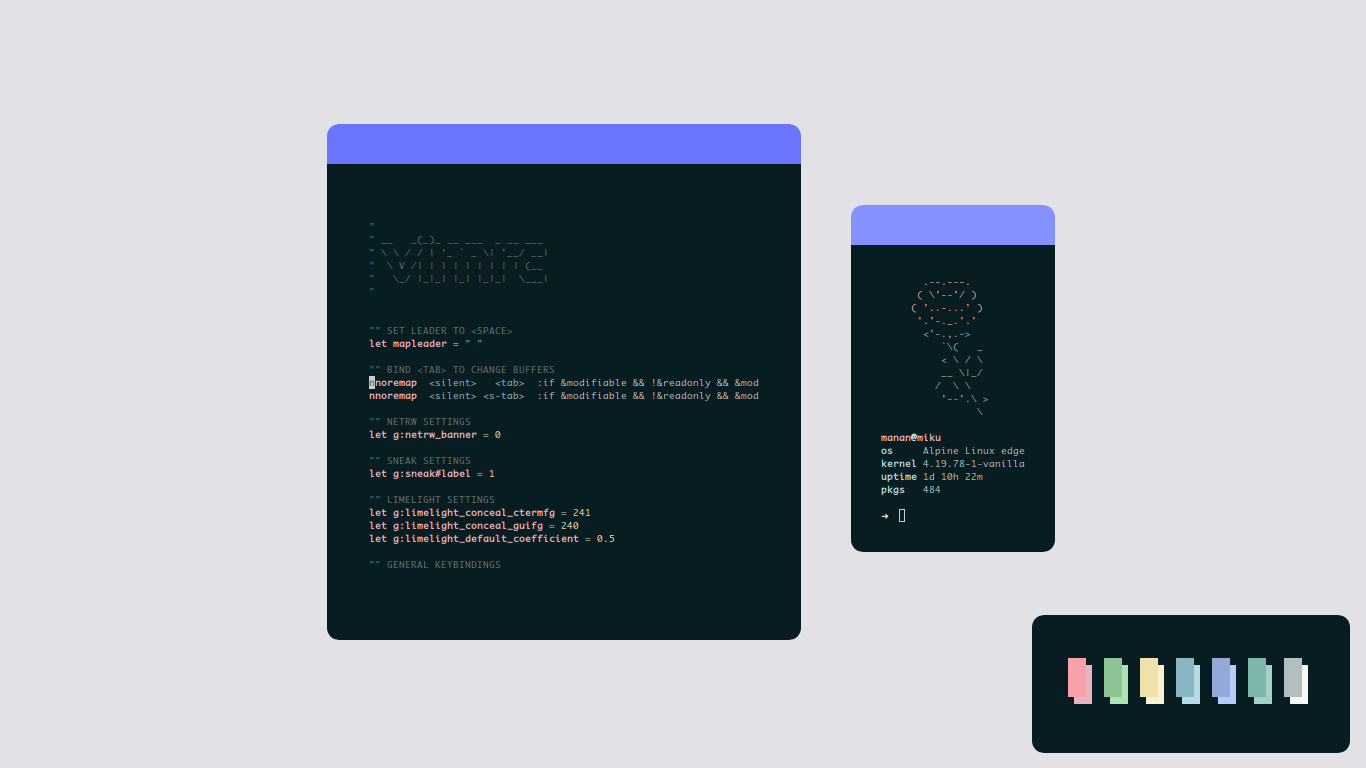 "
" __   _(_)_ __ ___  _ __ ___
" \ \ / / | '_ ` _ \| '__/ __|
"  \ V /| | | | | | | | | (__
"   \_/ |_|_| |_| |_|_|  \___|
"
"" SET LEADER TO <SPACE>
let mapleader = " "
"" BIND <TAB> TO CHANGE BUFFERS
nnoremap  <silent>   <tab>  :if &modifiable && !&readonly && &mod
nnoremap  <silent> <s-tab>  :if &modifiable && !&readonly && &mod
"" NETRW SETTINGS
let g:netrw_banner = 0
"" SNEAK SETTINGS
let g:sneak#label = 1
"" LIMELIGHT SETTINGS
let g:limelight_conceal_ctermfg = 241
let g:limelight_conceal_guifg = 240
let g:limelight_default_coefficient = 0.5
"" GENERAL KEYBINDINGS
manan@miku
os     Alpine Linux edge
kernel 4.19.78-1-vanilla
uptime 1d 10h 22m
pkgs   484
➜